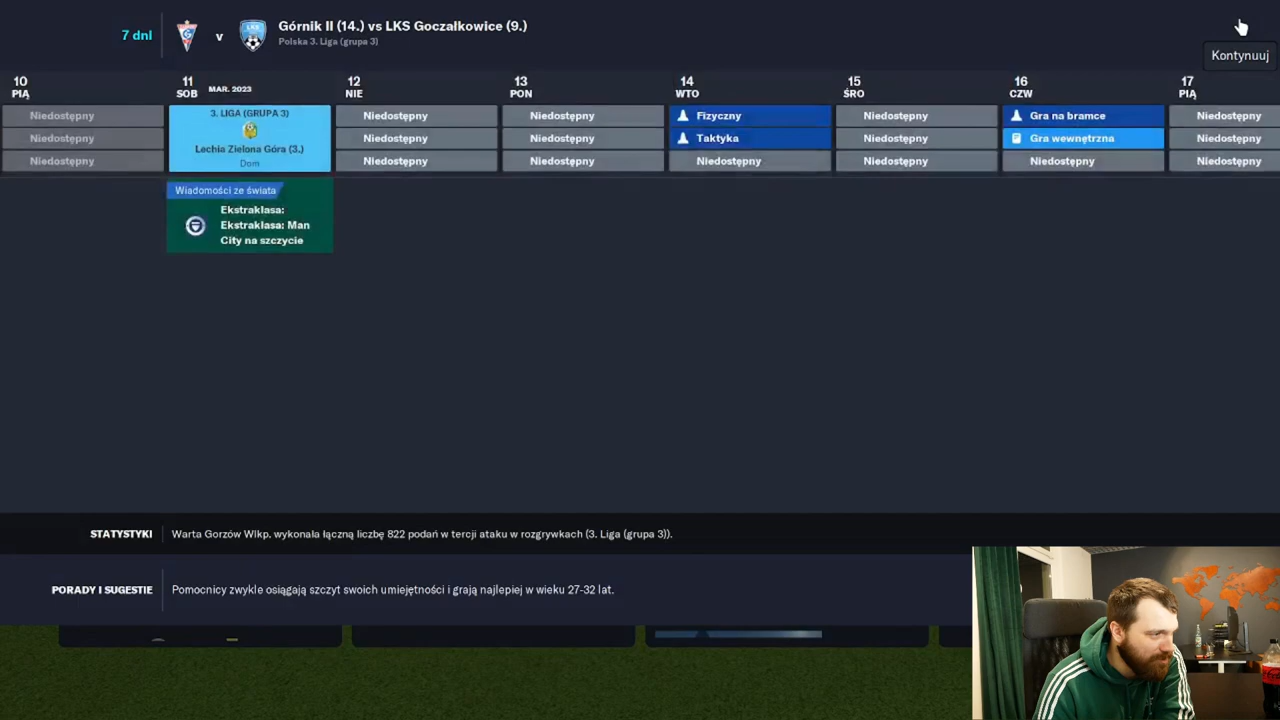 7 dni
v
Górnik II (14.) vs LKS Goczałkowice (9.)
Polska 3. Liga (grupa 3)
Kontynuuj
10
PIĄ
11
SOB
MAR. 2023
12
NIE
13
PON
14
WTO
15
ŚRO
16
CZW
17
PIĄ
Niedostępny
Niedostępny
Niedostępny
3. LIGA (GRUPA 3)
Lechia Zielona Góra (3.)
Dom
Niedostępny
Niedostępny
Niedostępny
Niedostępny
Niedostępny
Niedostępny
Fizyczny
Taktyka
Niedostępny
Niedostępny
Niedostępny
Niedostępny
Gra na bramce
Gra wewnętrzna
Niedostępny
Niedostępny
Niedostępny
Niedostępny
Wiadomości ze świata
Ekstraklasa:
Ekstraklasa: Man
City na szczycie
STATYSTYKI
Warta Gorzów Wlkp. wykonała łączną liczbę 822 podań w tercji ataku w rozgrywkach (3. Liga (grupa 3)).
PORADY I SUGESTIE
Pomocnicy zwykle osiągają szczyt swoich umiejętności i grają najlepiej w wieku 27-32 lat.